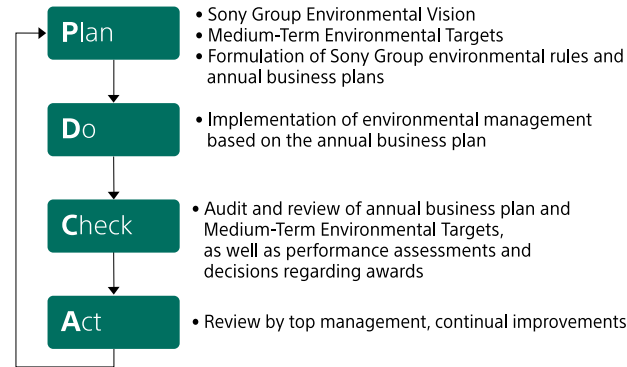 Plan
• Sony Group Environmental Vision
• Medium-Term Environmental Targets
• Formulation of Sony Group environmental rules and
annual business plans
Do
• Implementation of environmental management
based on the annual business plan
Check
• Audit and review of annual business plan and
Medium-Term Environmental Targets,
as well as performance assessments and
decisions regarding awards
Act
• Review by top management, continual improvements